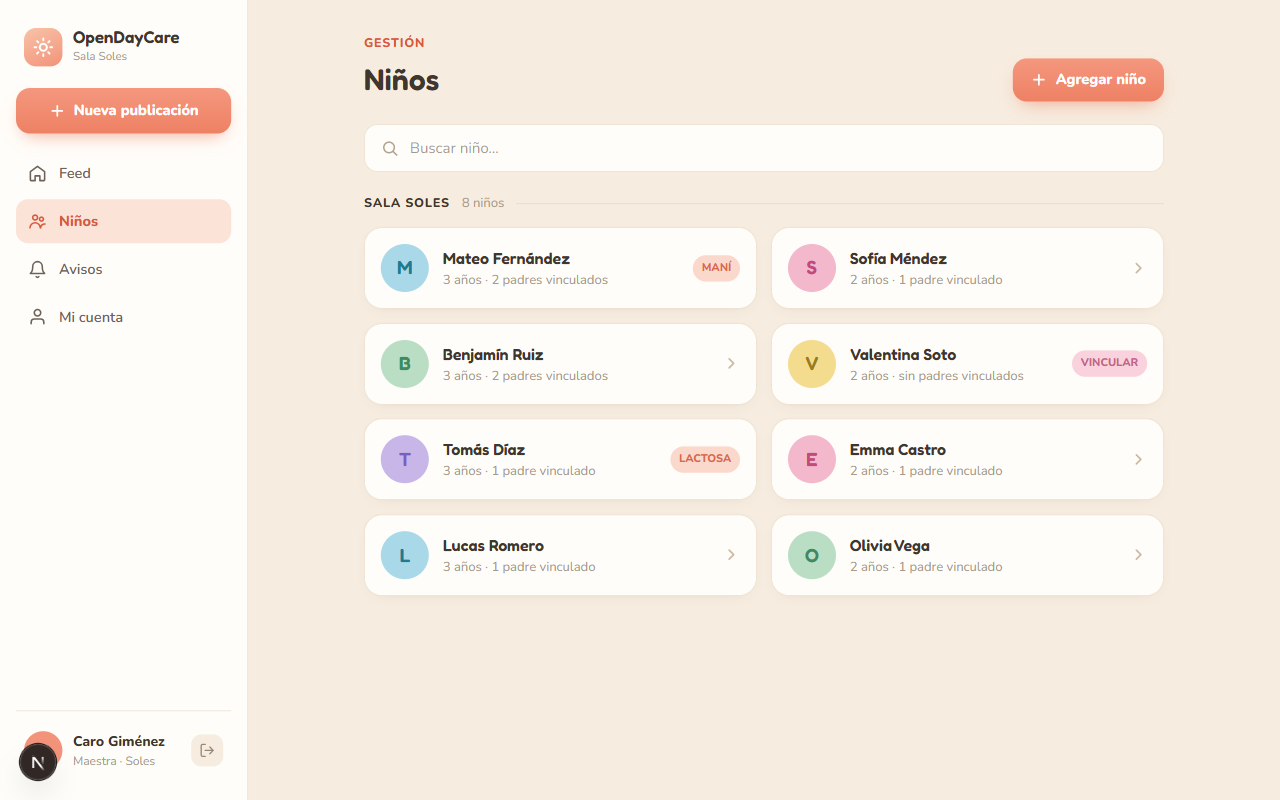 OpenDayCare
Sala Soles
Nueva publicación
Feed
Niños
Avisos
Mi cuenta
Caro Giménez
Maestra · Soles
N
GESTIÓN
Niños
Agregar niño
Buscar niño...
SALA SOLES 8 niños
M
Mateo Fernández
3 años · 2 padres vinculados
MANÍ
S
Sofía Méndez
2 años · 1 padre vinculado
B
Benjamín Ruiz
3 años · 2 padres vinculados
V
Valentina Soto
2 años · sin padres vinculados
VINCULAR
T
Tomás Díaz
3 años · 1 padre vinculado
LACTOSA
E
Emma Castro
2 años · 1 padre vinculado
L
Lucas Romero
3 años · 1 padre vinculado
O
Olivia Vega
2 años · 1 padre vinculado